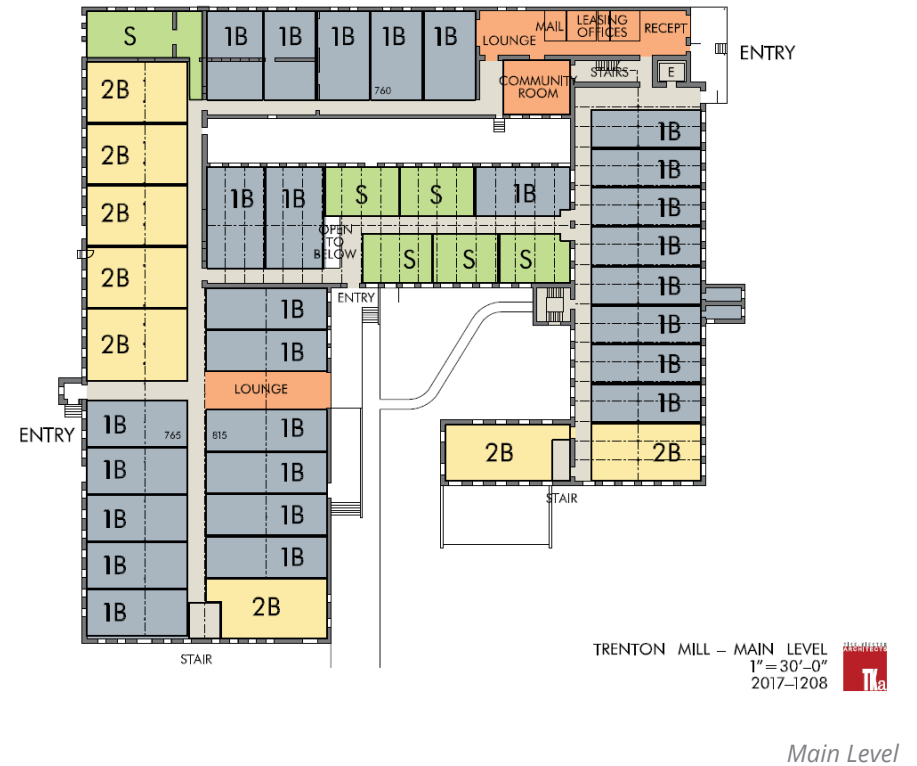 S 1B 1B 1B 1B 1B
760
LOUNGE
MAIL
LEASING
OFFICES
RECEPT
ENTRY
COMMUNITY
ROOM
STAIRS
E
2B
2B
2B
2B
2B
1B 1B S S 1B
OPEN
TO
BELOW
S S S
ENTRY
1B
1B
1B
1B
1B
1B
1B
1B
2B
2B
STAIR
1B
1B
LOUNGE
ENTRY
1B 765
815 1B
1B
1B
1B
1B
1B
1B
1B
2B
STAIR
TRENTON MILL – MAIN LEVEL
1"=30'–0"
2017–1208
ARCHITECTS
Tka
Main Level